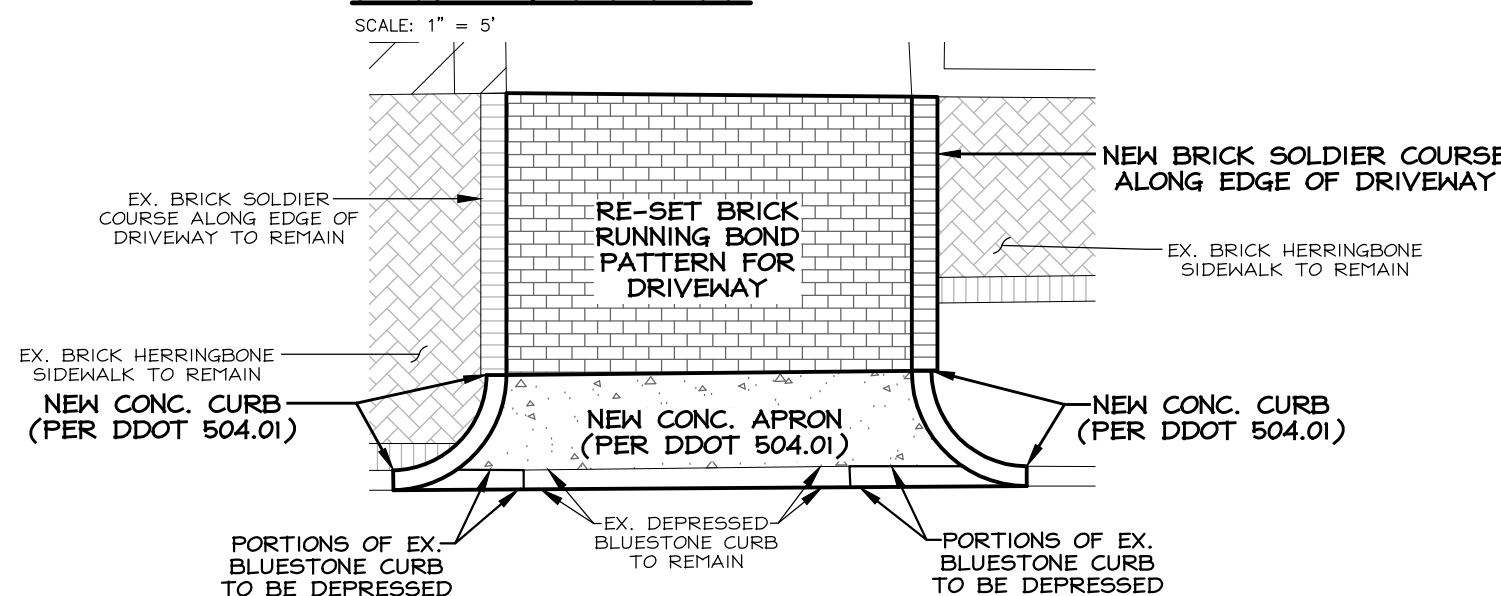 SCALE: 1" = 5'
NEW BRICK SOLDIER COURSE
ALONG EDGE OF DRIVEWAY
EX. BRICK SOLDIER
COURSE ALONG EDGE OF
DRIVEWAY TO REMAIN
RE-SET BRICK
RUNNING BOND
PATTERN FOR
DRIVEWAY
EX. BRICK HERRINGBONE
SIDEWALK TO REMAIN
EX. BRICK HERRINGBONE
SIDEWALK TO REMAIN
NEW CONC. CURB
(PER DDOT 504.01)
NEW CONC. APRON
(PER DDOT 504.01)
NEW CONC. CURB
(PER DDOT 504.01)
PORTIONS OF EX.
BLUESTONE CURB
TO BE DEPRESSED
EX. DEPRESSED
BLUESTONE CURB
TO REMAIN
PORTIONS OF EX.
BLUESTONE CURB
TO BE DEPRESSED